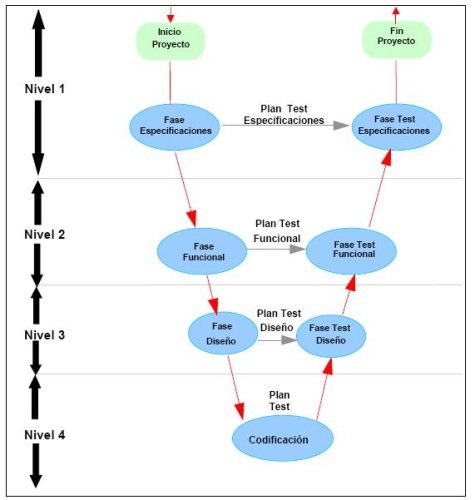 Inicio
Proyecto
Fin
Proyecto
Nivel 1
Fase
Especificaciones
Plan Test
Especificaciones
Fase Test
Especificaciones
Nivel 2
Fase
Funcional
Plan Test
Funcional
Fase Test
Funcional
Nivel 3
Fase
Diseño
Plan Test
Diseño
Fase Test
Diseño
Nivel 4
Plan
Test
Codificación